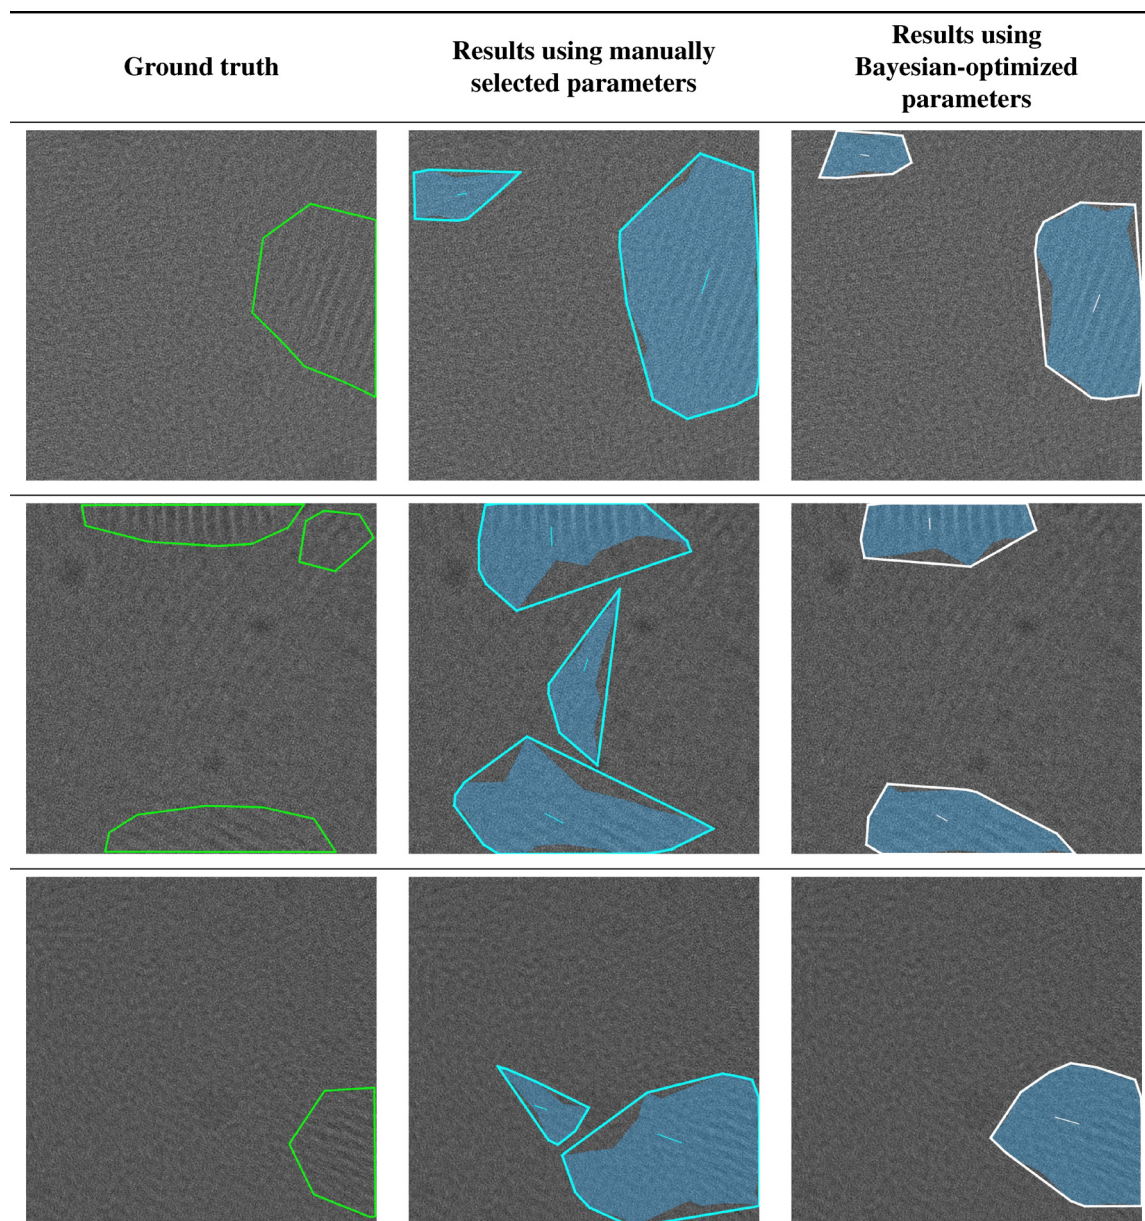 Ground truth
Results using manually
selected parameters
Results using
Bayesian-optimized
parameters